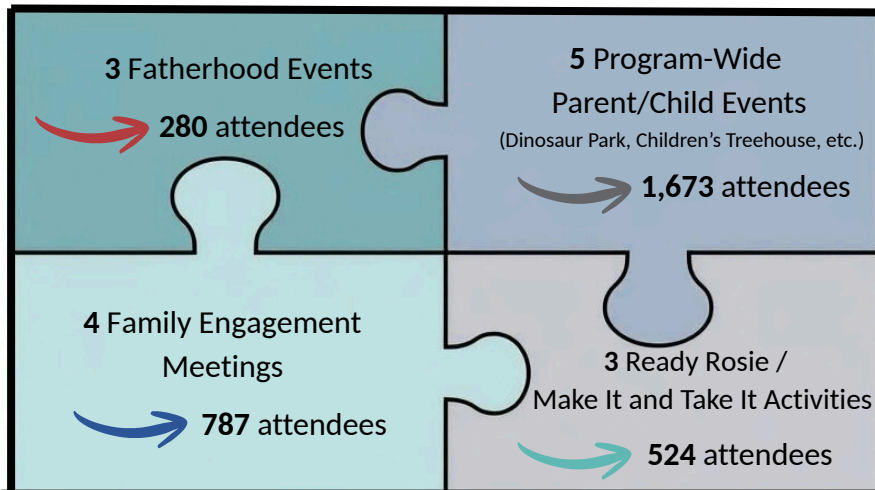 3 Fatherhood Events
280 attendees
5 Program-Wide
Parent/Child Events
(Dinosaur Park, Children's Treehouse, etc.)
1,673 attendees
4 Family Engagement
Meetings
787 attendees
3 Ready Rosie /
Make It and Take It Activities
524 attendees